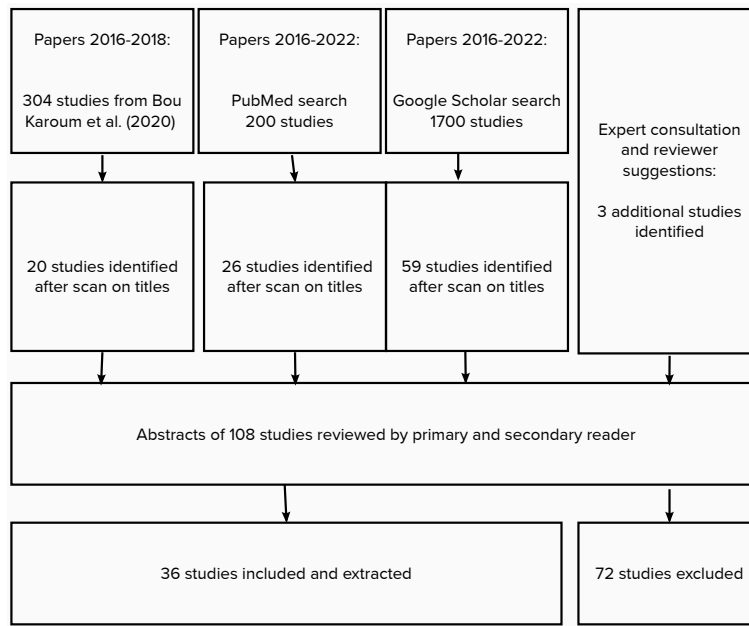 Papers 2016-2018:
304 studies from Bou
Karoum et al. (2020)
Papers 2016-2022:
PubMed search
200 studies
Papers 2016-2022:
Google Scholar search
1700 studies
Expert consultation
and reviewer
suggestions:
3 additional studies
identified
20 studies identified
after scan on titles
26 studies identified
after scan on titles
59 studies identified
after scan on titles
Abstracts of 108 studies reviewed by primary and secondary reader
36 studies included and extracted
72 studies excluded